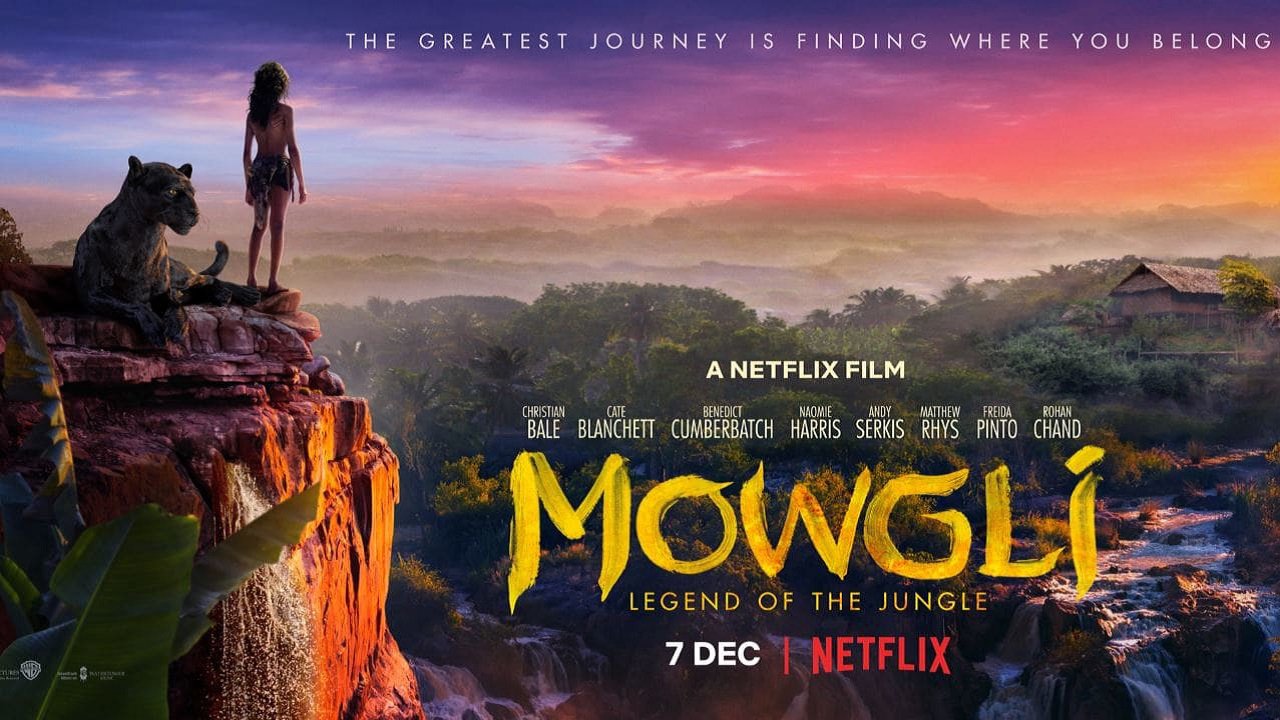 THE GREATEST JOURNEY IS FINDING WHERE YOU BELONG
A NETFLIX FILM
CHRISTIAN BALE CATE BLANCHETT BENEDICT CUMBERBATCH NAOMIE HARRIS ANDY SERKIS MATTHEW RHYS FREIDA PINTO ROHAN CHAND
MOWGLI
LEGEND OF THE JUNGLE
7 DEC | NETFLIX